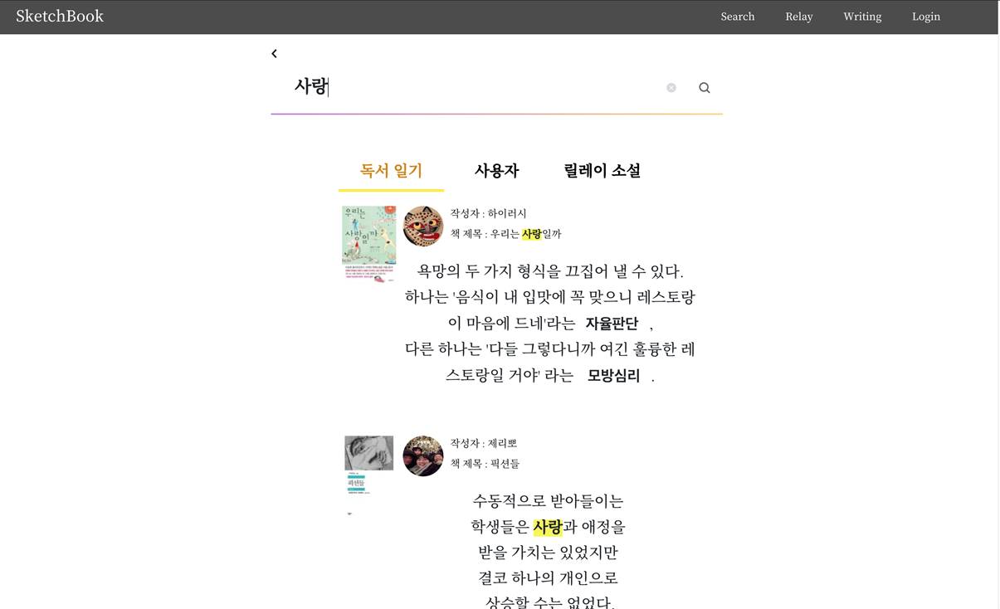 SketchBook
Search Relay Writing Login
사랑
독서 일기 사용자 릴레이 소설
우리는
사랑일까
작성자 : 하이러시
책 제목 : 우리는 사랑일까
욕망의 두 가지 형식을 끄집어 낼 수 있다.
하나는 '음식이 내 입맛에 꼭 맞으니 레스토랑
이 마음에 드네'라는 자율판단 ,
다른 하나는 '다들 그렇다니까 여긴 훌륭한 레
스토랑일 거야' 라는 모방심리 .
작성자 : 제리뽀
책 제목 : 픽션들
픽션들
수동적으로 받아들이는
학생들은 사랑과 애정을
받을 가치는 있었지만
결코 하나의 개인으로
상승할 수는 없었다.